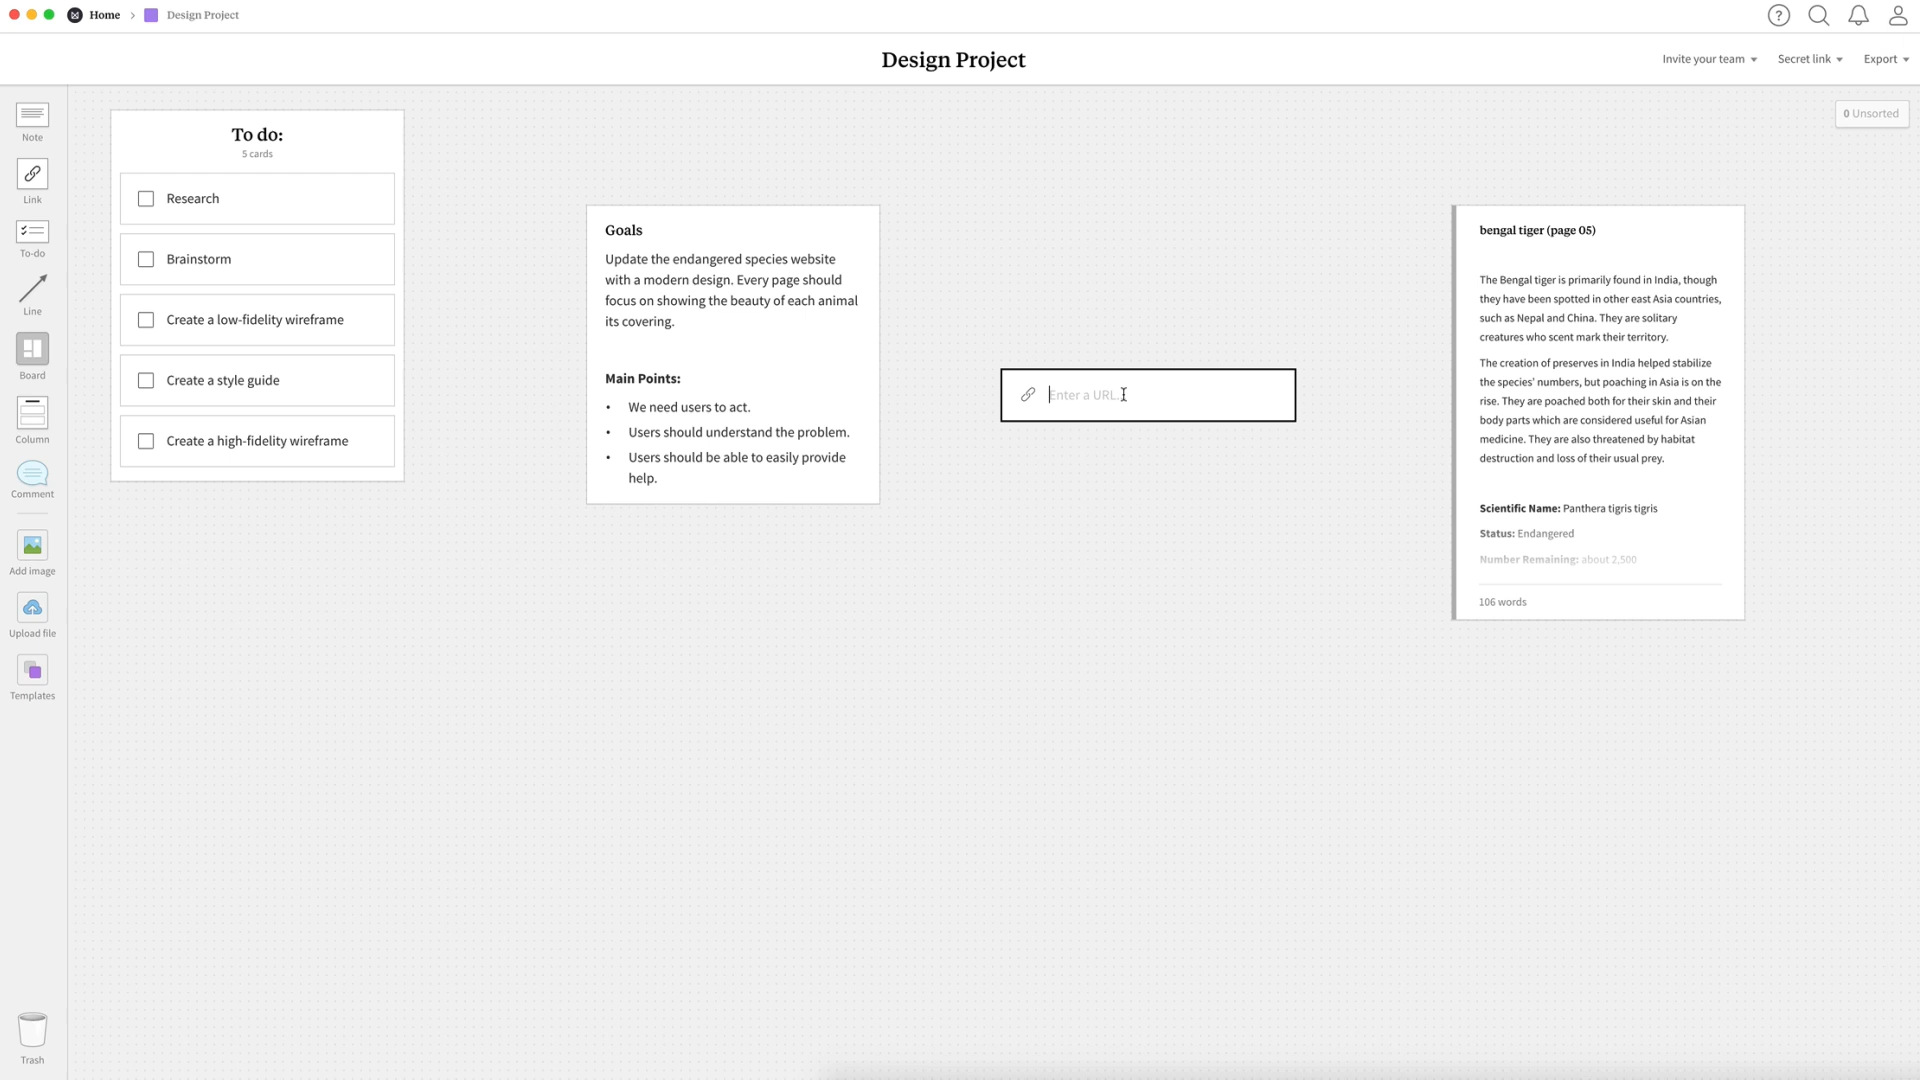 Home
Design Project
Design Project
Invite your team
Secret link
Export
0 Unsorted
Note
Link
To-do
Line
Board
Column
Comment
Add image
Upload file
Templates
Trash
To do:
5 cards
Research
Brainstorm
Create a low-fidelity wireframe
Create a style guide
Create a high-fidelity wireframe
Goals
Update the endangered species website
with a modern design. Every page should
focus on showing the beauty of each animal
its covering.
Main Points:
• We need users to act.
• Users should understand the problem.
• Users should be able to easily provide
help.
Enter a URL...
bengal tiger (page 05)
The Bengal tiger is primarily found in India, though
they have been spotted in other east Asia countries,
such as Nepal and China. They are solitary
creatures who scent mark their territory.
The creation of preserves in India helped stabilize
the species' numbers, but poaching in Asia is on the
rise. They are poached both for their skin and their
body parts which are considered useful for Asian
medicine. They are also threatened by habitat
destruction and loss of their usual prey.
Scientific Name: Panthera tigris tigris
Status: Endangered
Number Remaining: about 2,500
106 words